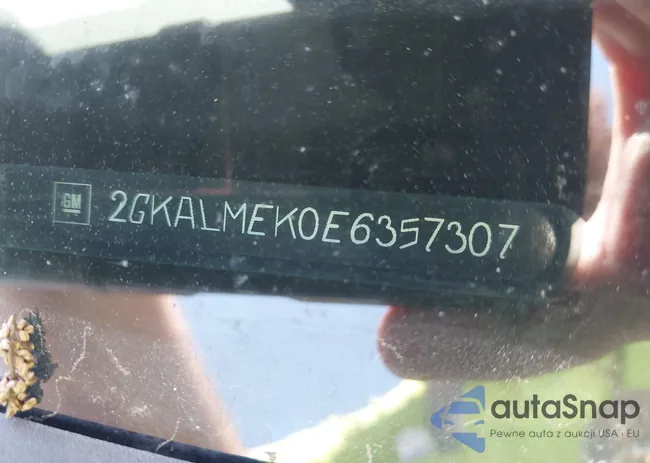 GM 2GKALMEK0E6357307
autaSnap
Pewne auta z aukcji USA · EU